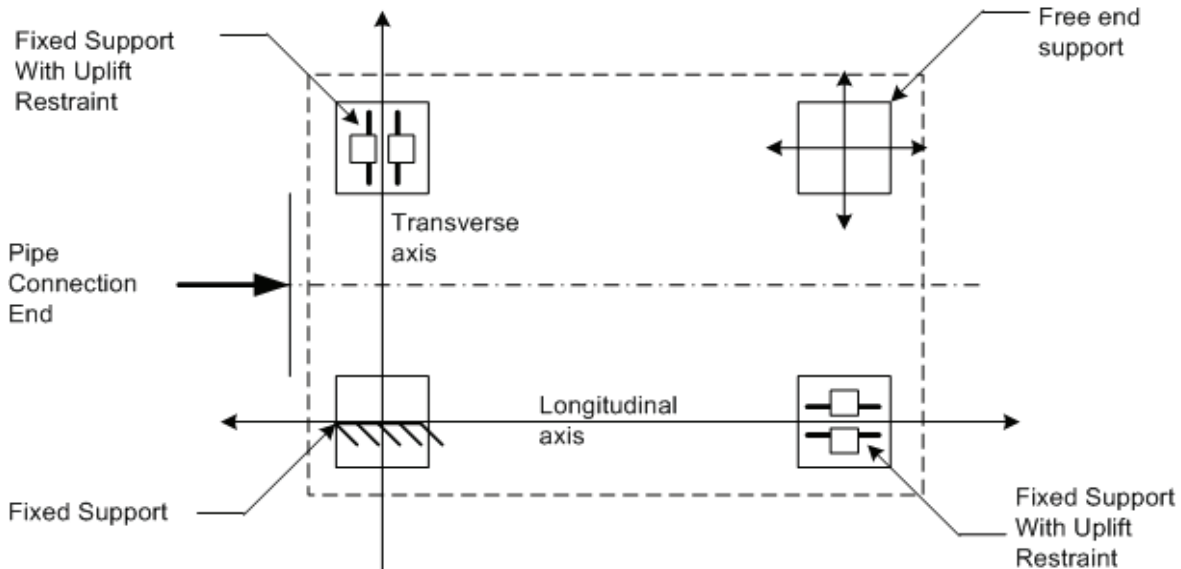 Fixed Support
With Uplift
Restraint
Free end
support
Transverse
axis
Pipe
Connection
End
Longitudinal
axis
Fixed Support
Fixed Support
With Uplift
Restraint